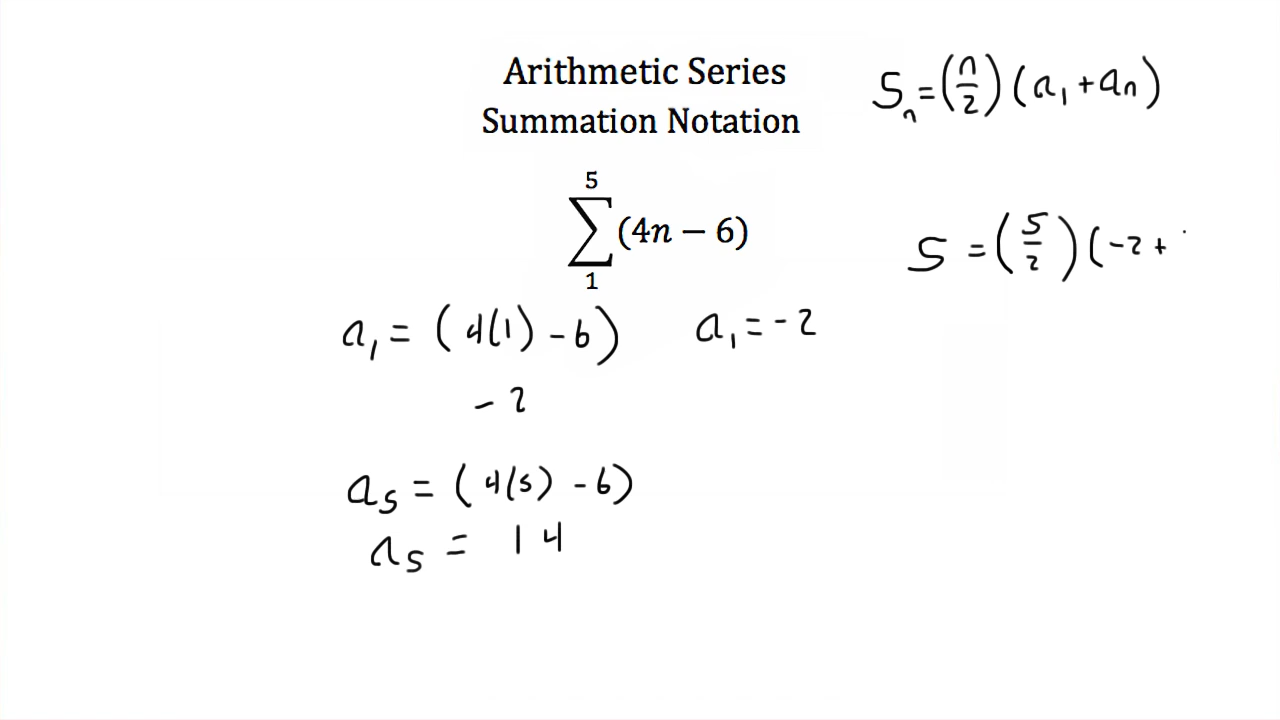 Arithmetic Series
Summation Notation
Sₙ = (n/2) (a₁ + aₙ)
5
∑ (4n − 6)
1
S = (5/2) (-2 +
a₁ = (4(1) - 6)
a₁ = -2
-2
a₅ = (4(5) - 6)
a₅ = 14